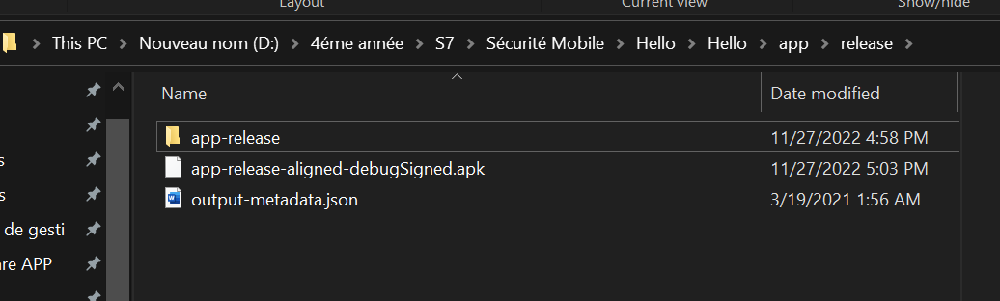 Layout
Current view
Show/hide
This PC > Nouveau nom (D:) > 4éme année > S7 > Sécurité Mobile > Hello > Hello > app > release >
Name
Date modified
app-release
11/27/2022 4:58 PM
app-release-aligned-debugSigned.apk
11/27/2022 5:03 PM
output-metadata.json
3/19/2021 1:56 AM
s
s
de gesti
are APP